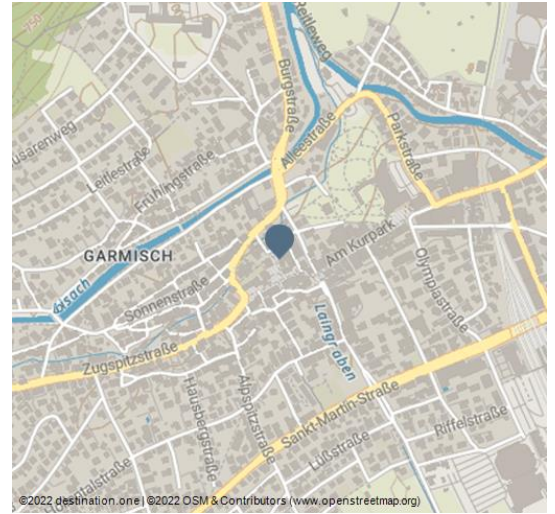 Reitleweg
Burgstraße
Alleestraße
Parkstraße
Leitlestraße
Frühlingstraße
GARMISCH
Am Kurpark
Olympiastraße
Sonnenstraße
Laingraben
Zugspitzstraße
Hausbergstraße
Alpspitzstraße
Sankt-Martin-Straße
Riffelstraße
Lüßstraße
©2022 destination.one | ©2022 OSM & Contributors (www.openstreetmap.org)